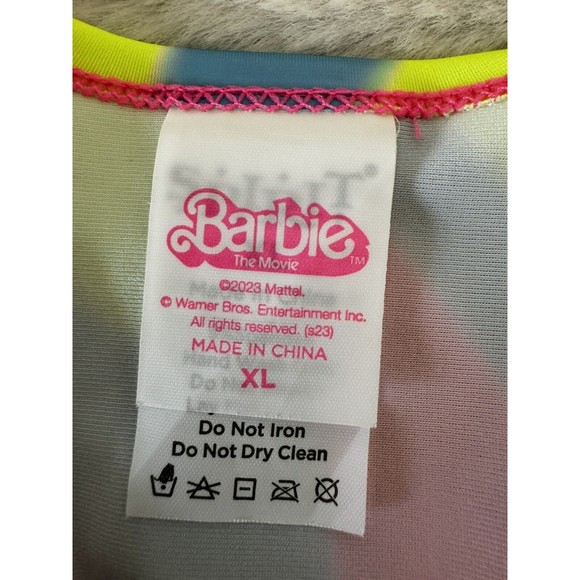 Barbie
The Movie TM
©2023 Mattel.
© Warner Bros. Entertainment Inc.
All rights reserved. (s23)
MADE IN CHINA
XL
Do Not Iron
Do Not Dry Clean